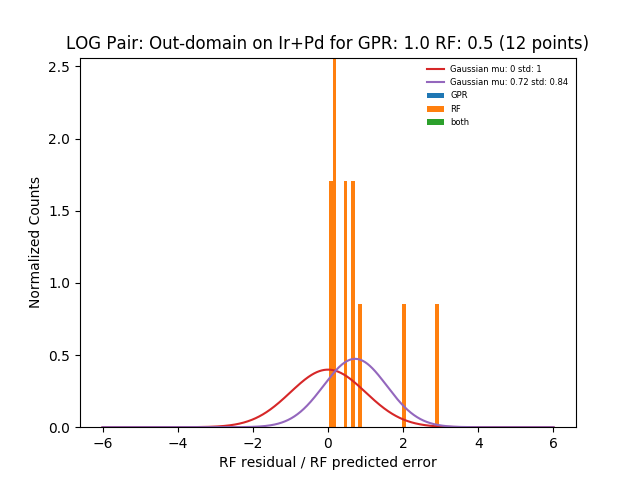 LOG Pair: Out-domain on Ir+Pd for GPR: 1.0 RF: 0.5 (12 points)
Gaussian mu: 0 std: 1
Gaussian mu: 0.72 std: 0.84
GPR
RF
both
Normalized Counts
2.5
2.0
1.5
1.0
0.5
0.0
−6 −4 −2 0 2 4 6
RF residual / RF predicted error